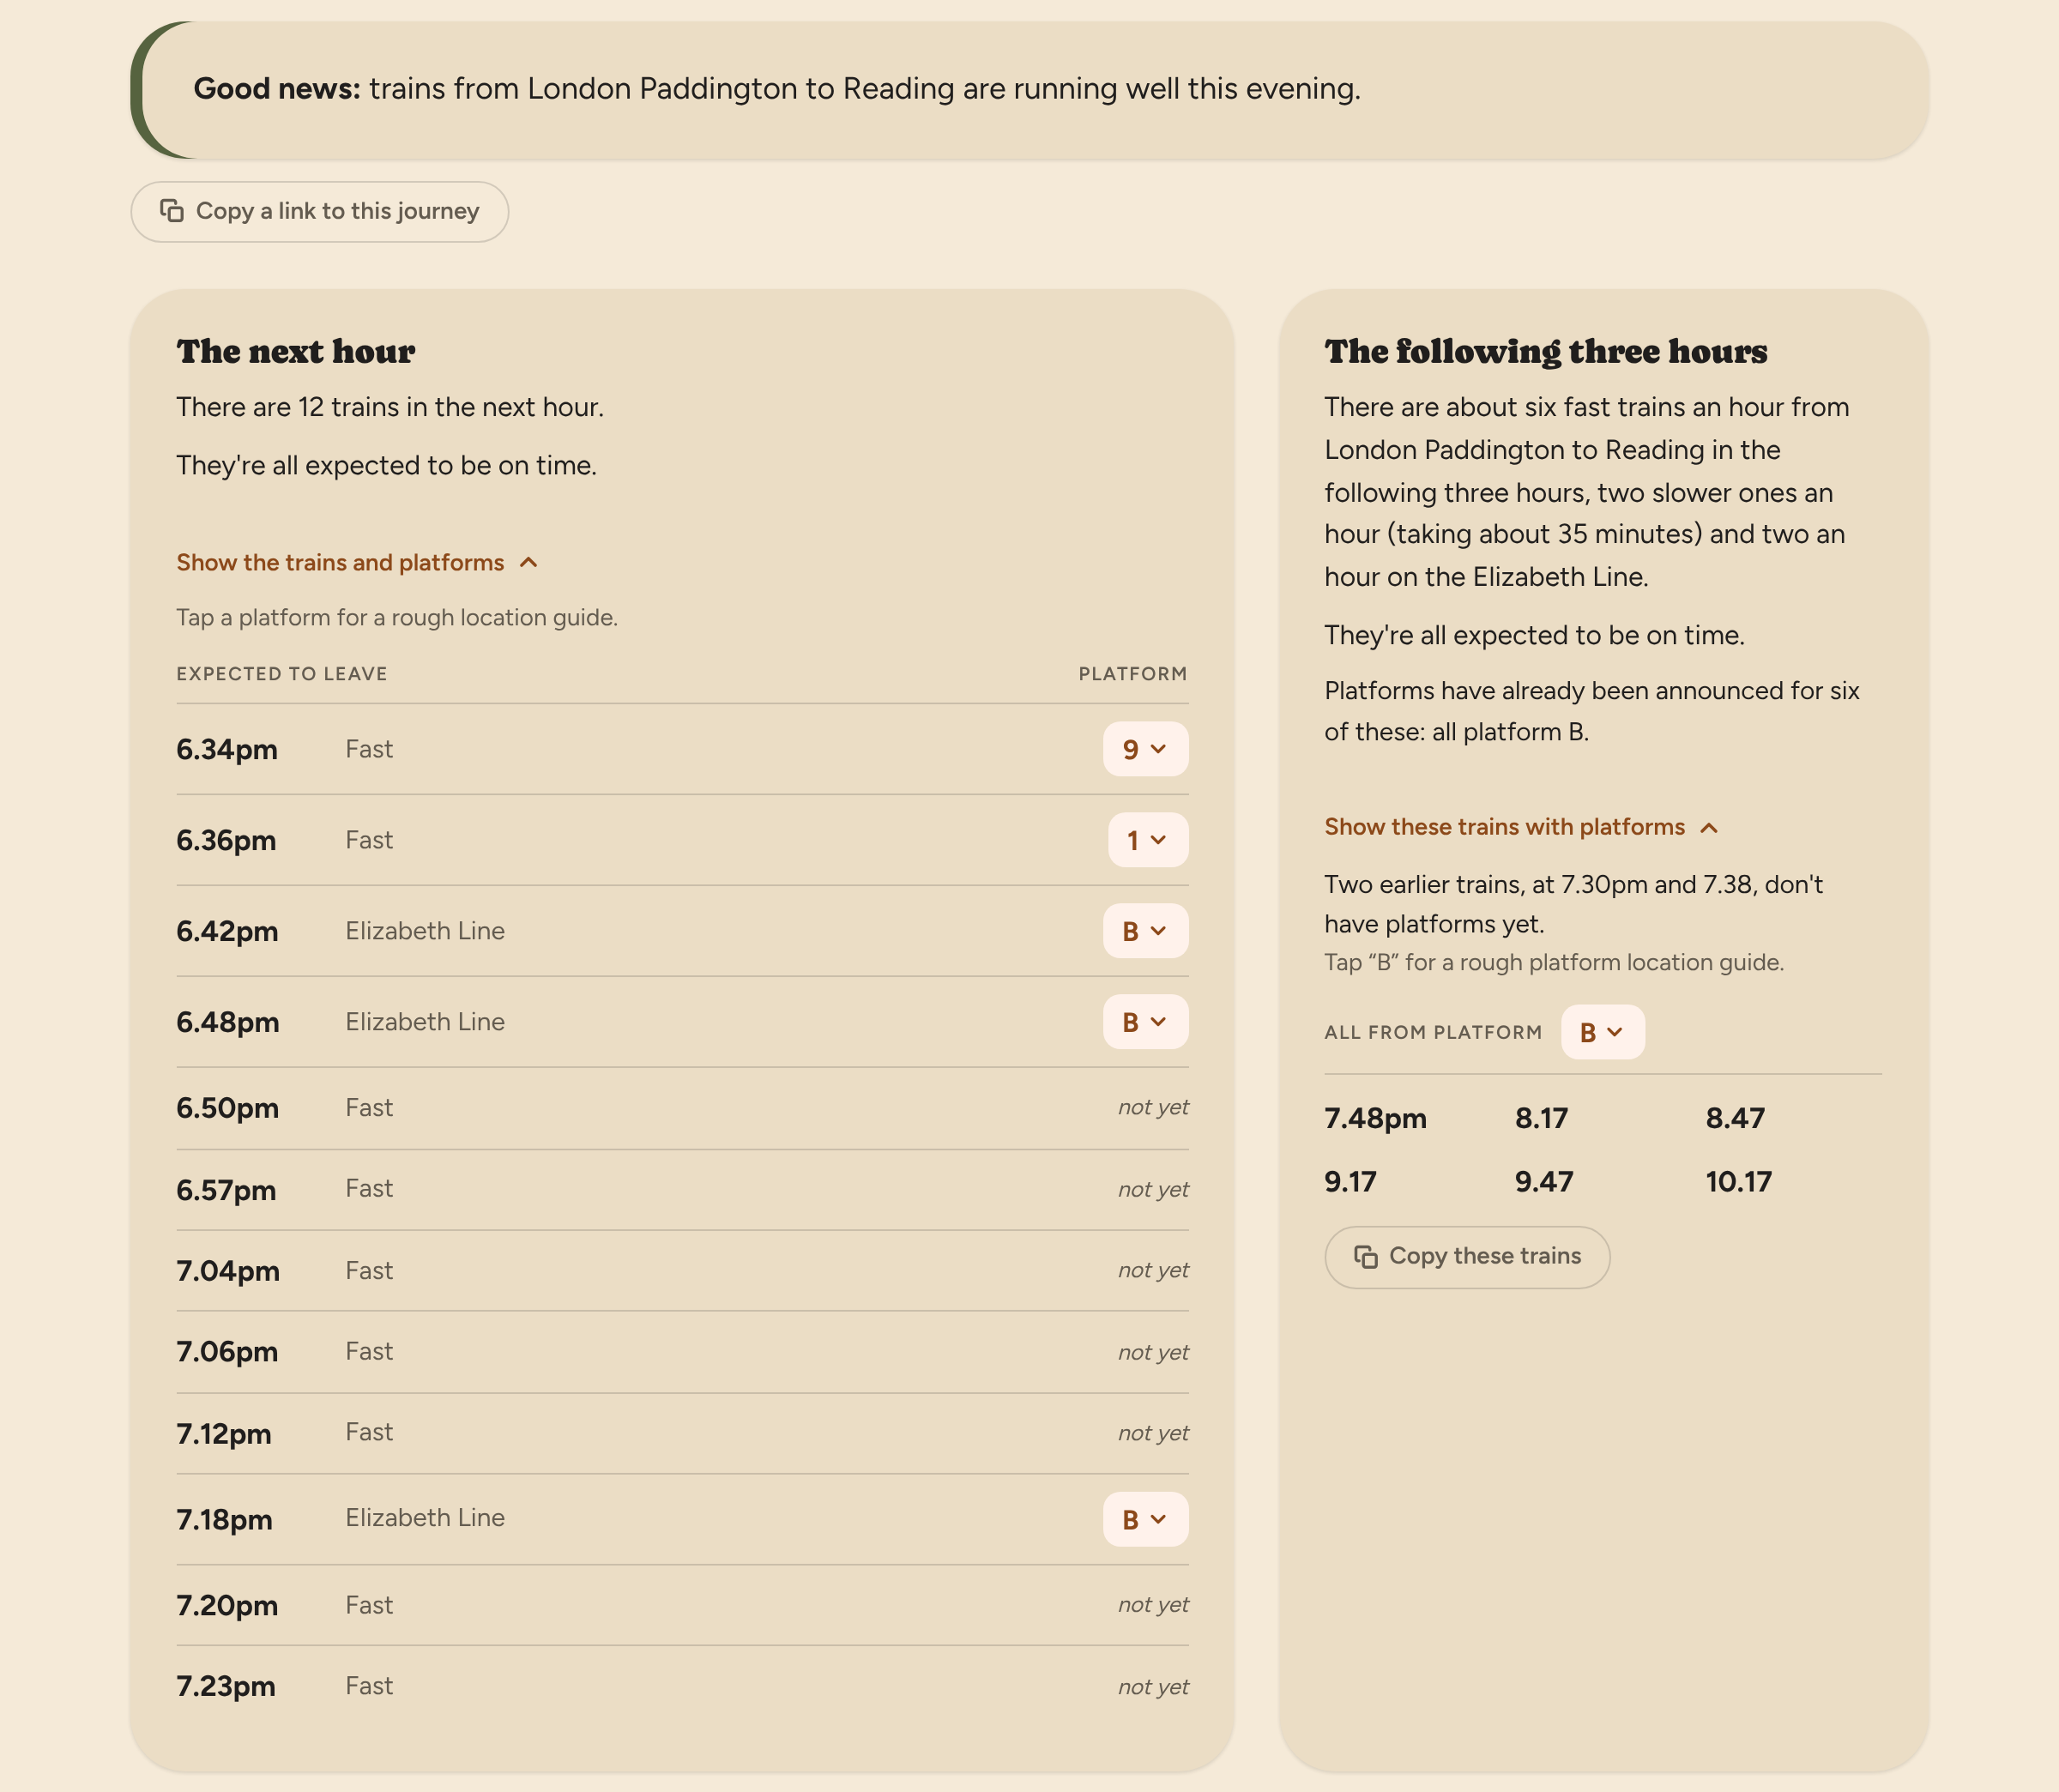 Good news: trains from London Paddington to Reading are running well this evening.
Copy a link to this journey
The next hour
There are 12 trains in the next hour.
They're all expected to be on time.
Show the trains and platforms
Tap a platform for a rough location guide.
EXPECTED TO LEAVE PLATFORM
6.34pm Fast 9
6.36pm Fast 1
6.42pm Elizabeth Line B
6.48pm Elizabeth Line B
6.50pm Fast not yet
6.57pm Fast not yet
7.04pm Fast not yet
7.06pm Fast not yet
7.12pm Fast not yet
7.18pm Elizabeth Line B
7.20pm Fast not yet
7.23pm Fast not yet
The following three hours
There are about six fast trains an hour from
London Paddington to Reading in the
following three hours, two slower ones an
hour (taking about 35 minutes) and two an
hour on the Elizabeth Line.
They're all expected to be on time.
Platforms have already been announced for six
of these: all platform B.
Show these trains with platforms
Two earlier trains, at 7.30pm and 7.38, don't
have platforms yet.
Tap “B” for a rough platform location guide.
ALL FROM PLATFORM B
7.48pm 8.17 8.47
9.17 9.47 10.17
Copy these trains